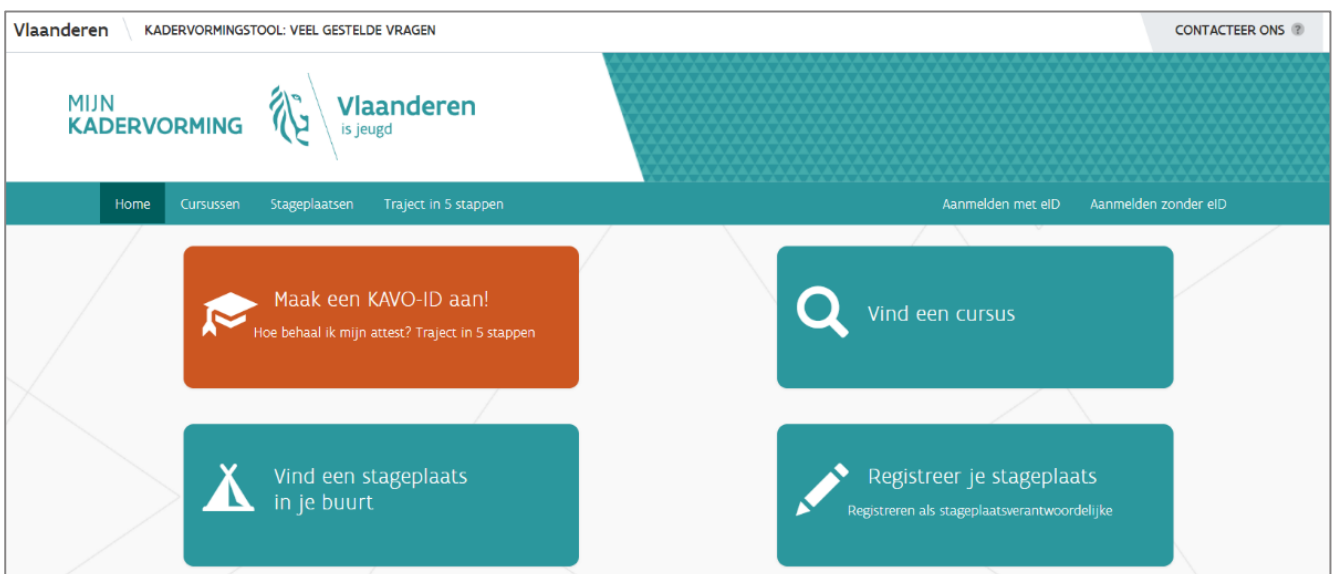 Vlaanderen
KADERVORMINGSTOOL: VEEL GESTELDE VRAGEN
CONTACTEER ONS ?
MIJN
KADERVORMING
Vlaanderen
is jeugd
Home
Cursussen
Stageplaatsen
Traject in 5 stappen
Aanmelden met eID
Aanmelden zonder eID
Maak een KAVO-ID aan!
Hoe behaal ik mijn attest? Traject in 5 stappen
Vind een cursus
Vind een stageplaats
in je buurt
Registreer je stageplaats
Registreren als stageplaatsverantwoordelijke